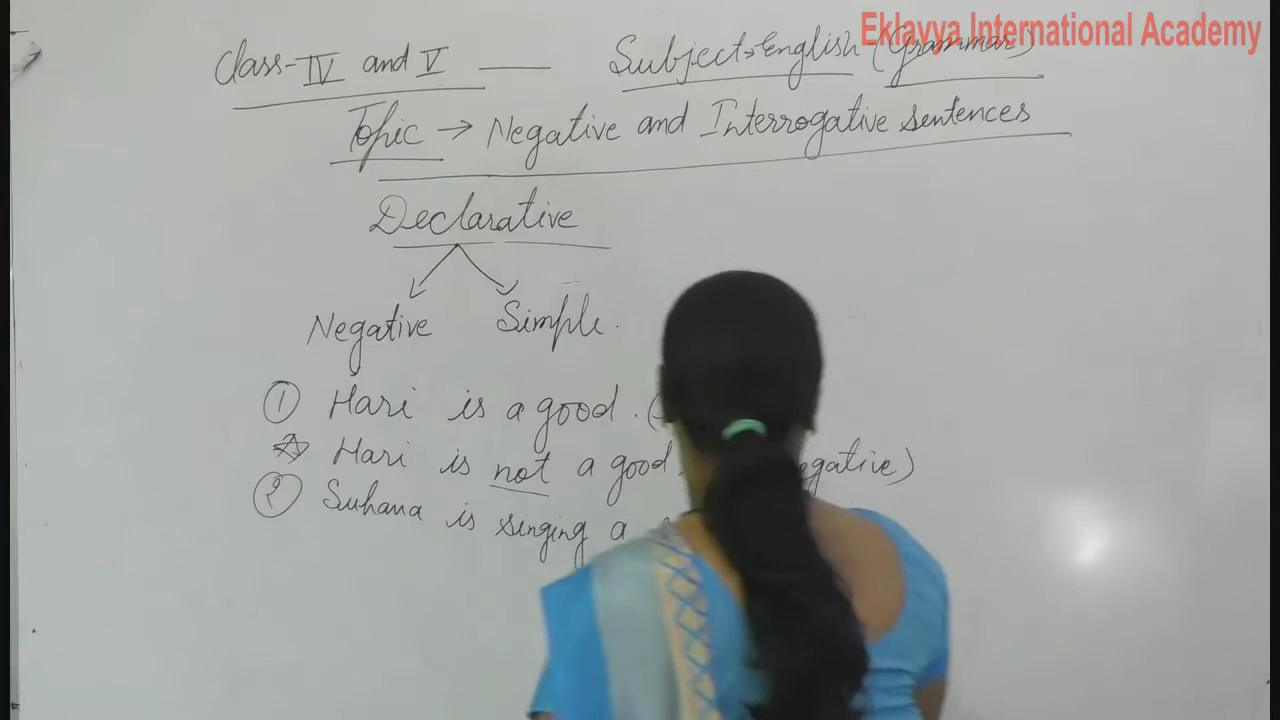 Eklavya International Academy
Class-IV and V — Subject→English (Grammar)
Topic → Negative and Interrogative sentences
Declarative
Negative Simple.
① Hari is a good. (
☆ Hari is not a good. egative)
② Suhana is singing a